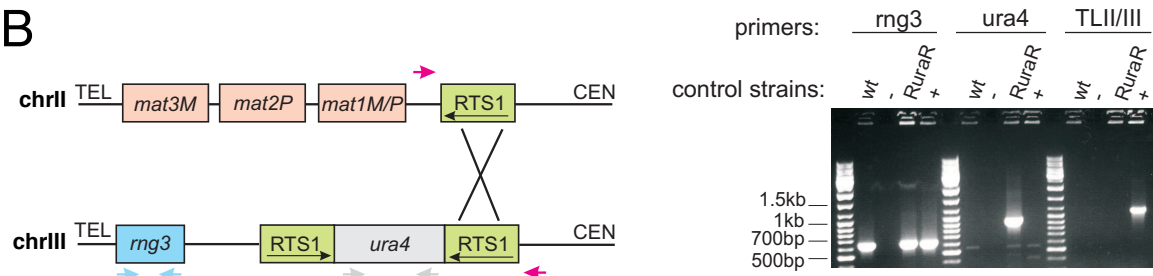 B
chrII TEL mat3M mat2P mat1M/P RTS1 CEN
chrIII TEL rng3 RTS1 ura4 RTS1 CEN
primers: rng3 ura4 TLII/III
control strains: wt - RuraR + wt - RuraR + wt - RuraR +
1.5kb
1kb
700bp
500bp